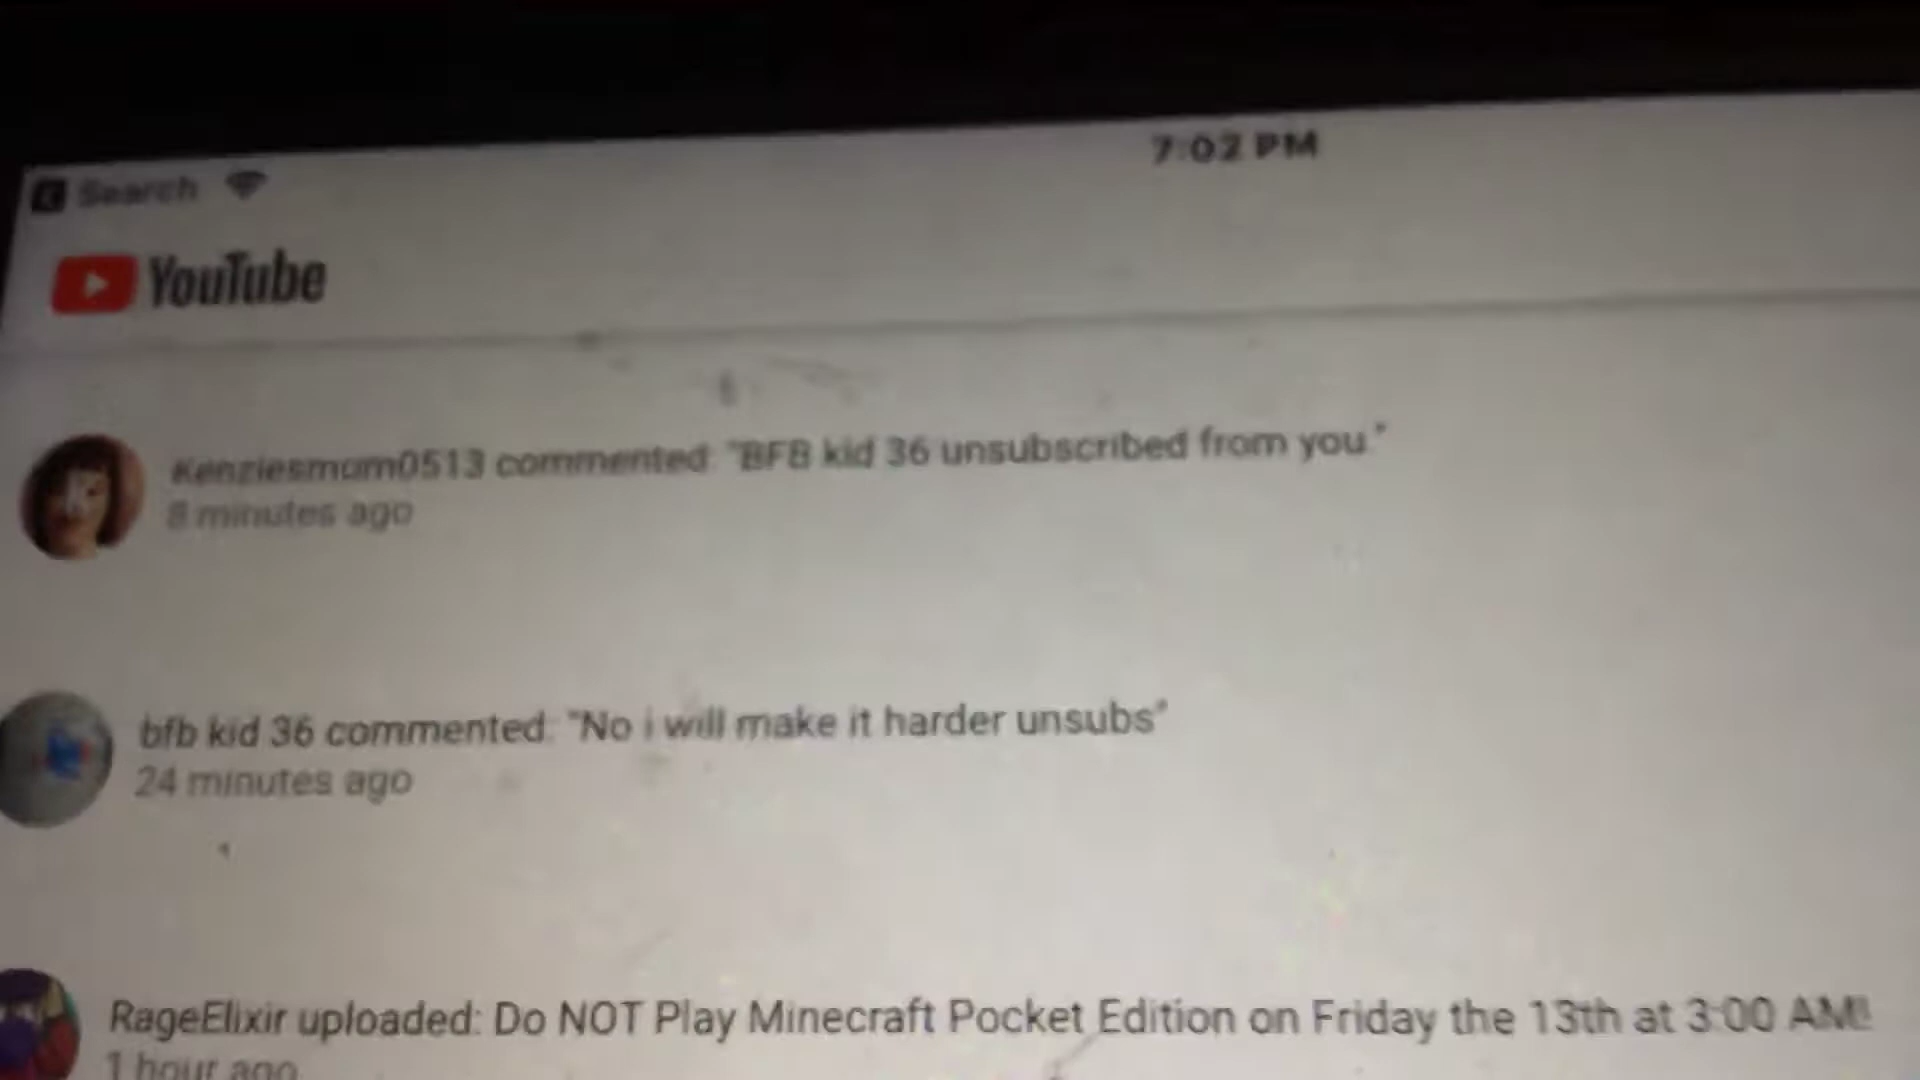 Search
7:02 PM
YouTube
Kenziesmom0513 commented: "BFB kid 36 unsubscribed from you."
8 minutes ago
bfb kid 36 commented: "No i will make it harder unsubs"
24 minutes ago
RageElixir uploaded: Do NOT Play Minecraft Pocket Edition on Friday the 13th at 3:00 AM!
1 hour ago